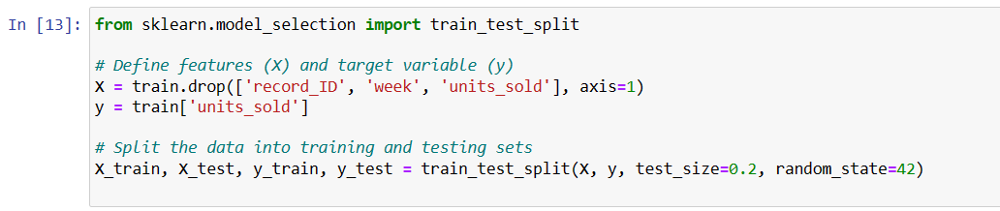 In [13]: from sklearn.model_selection import train_test_split
# Define features (X) and target variable (y)
X = train.drop(['record_ID', 'week', 'units_sold'], axis=1)
y = train['units_sold']
# Split the data into training and testing sets
X_train, X_test, y_train, y_test = train_test_split(X, y, test_size=0.2, random_state=42)